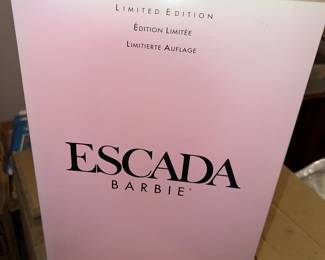 LIMITED EDITION
ÉDITION LIMITÉE
LIMITIERTE AUFLAGE
ESCADA
BARBIE®